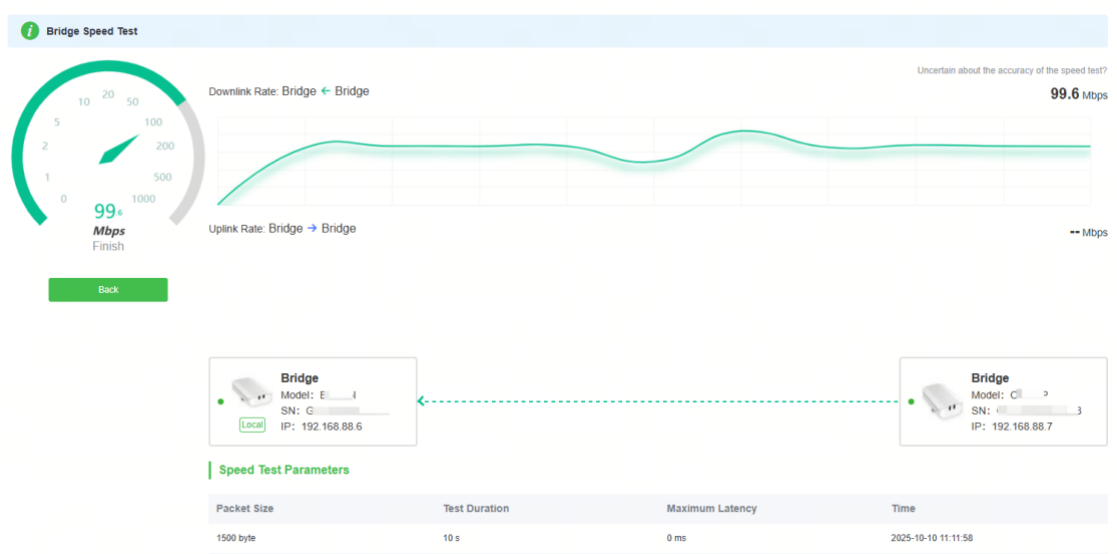 Bridge Speed Test
Uncertain about the accuracy of the speed test?
Downlink Rate: Bridge ← Bridge
99.6 Mbps
0
1
2
5
10
20
50
100
200
500
1000
99.6
Mbps
Finish
Back
Uplink Rate: Bridge → Bridge
-- Mbps
Bridge
Model:
SN: G
IP: 192.168.88.6
Local
Bridge
Model:
SN:
IP: 192.168.88.7
Speed Test Parameters
Packet Size Test Duration Maximum Latency Time
1500 byte 10 s 0 ms 2025-10-10 11:11:58